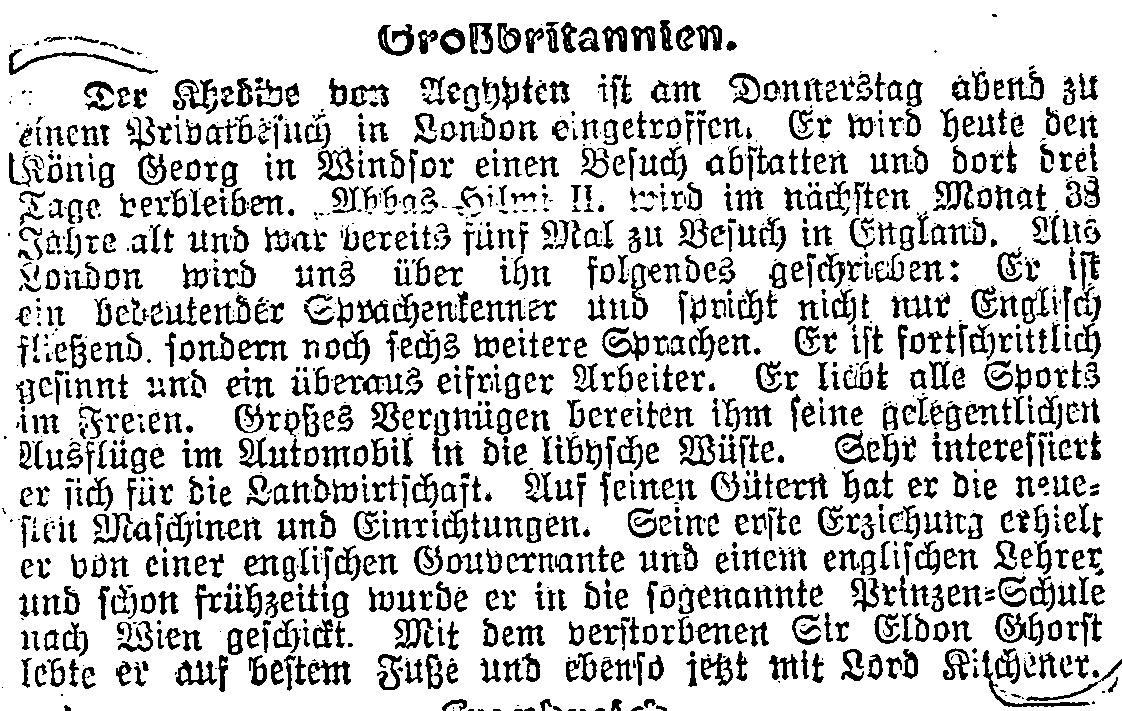 Großbritannien.
Der Khedive von Aegypten ist am Donnerstag abend zu
einem Privatbesuch in London eingetroffen. Er wird heute den
König Georg in Windsor einen Besuch abstatten und dort drei
Tage verbleiben. Abbas Hilmi II. wird im nächsten Monat 38
Jahre alt und war bereits fünf Mal zu Besuch in England. Aus
London wird uns über ihn folgendes geschrieben: Er ist
ein bedeutender Sprachenkenner und spricht nicht nur Englisch
fließend, sondern noch sechs weitere Sprachen. Er ist fortschrittlich
gesinnt und ein überaus eifriger Arbeiter. Er liebt alle Sports
im Freien. Großes Vergnügen bereiten ihm seine gelegentlichen
Ausflüge im Automobil in die libysche Wüste. Sehr interessiert
er sich für die Landwirtschaft. Auf seinen Gütern hat er die neue-
sten Maschinen und Einrichtungen. Seine erste Erziehung erhielt
er von einer englischen Gouvernante und einem englischen Lehrer,
und schon frühzeitig wurde er in die sogenannte Prinzen-Schule
nach Wien geschickt. Mit dem verstorbenen Sir Eldon Ghorst
lebte er auf bestem Fuße und ebenso jetzt mit Lord Kitchener.